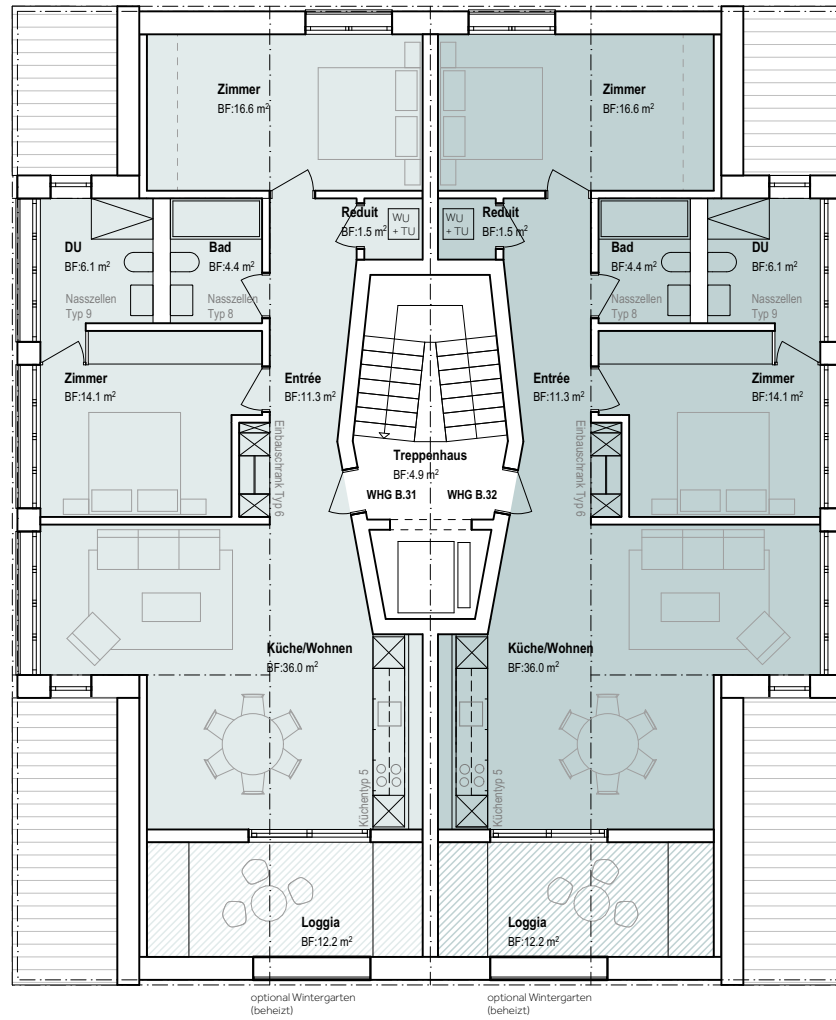 Zimmer
BF:16.6 m²
Zimmer
BF:16.6 m²
Reduit
BF:1.5 m²
WU
+ TU
WU
+ TU
Reduit
BF:1.5 m²
DU
BF:6.1 m²
Bad
BF:4.4 m²
Bad
BF:4.4 m²
DU
BF:6.1 m²
Nasszellen
Typ 9
Nasszellen
Typ 8
Nasszellen
Typ 8
Nasszellen
Typ 9
Zimmer
BF:14.1 m²
Entrée
BF:11.3 m²
Entrée
BF:11.3 m²
Zimmer
BF:14.1 m²
Einbauschrank Typ 6
Einbauschrank Typ 6
Treppenhaus
BF:4.9 m²
WHG B.31
WHG B.32
Küche/Wohnen
BF:36.0 m²
Küche/Wohnen
BF:36.0 m²
Küchentyp 5
Küchentyp 5
Loggia
BF:12.2 m²
Loggia
BF:12.2 m²
optional Wintergarten
(beheizt)
optional Wintergarten
(beheizt)